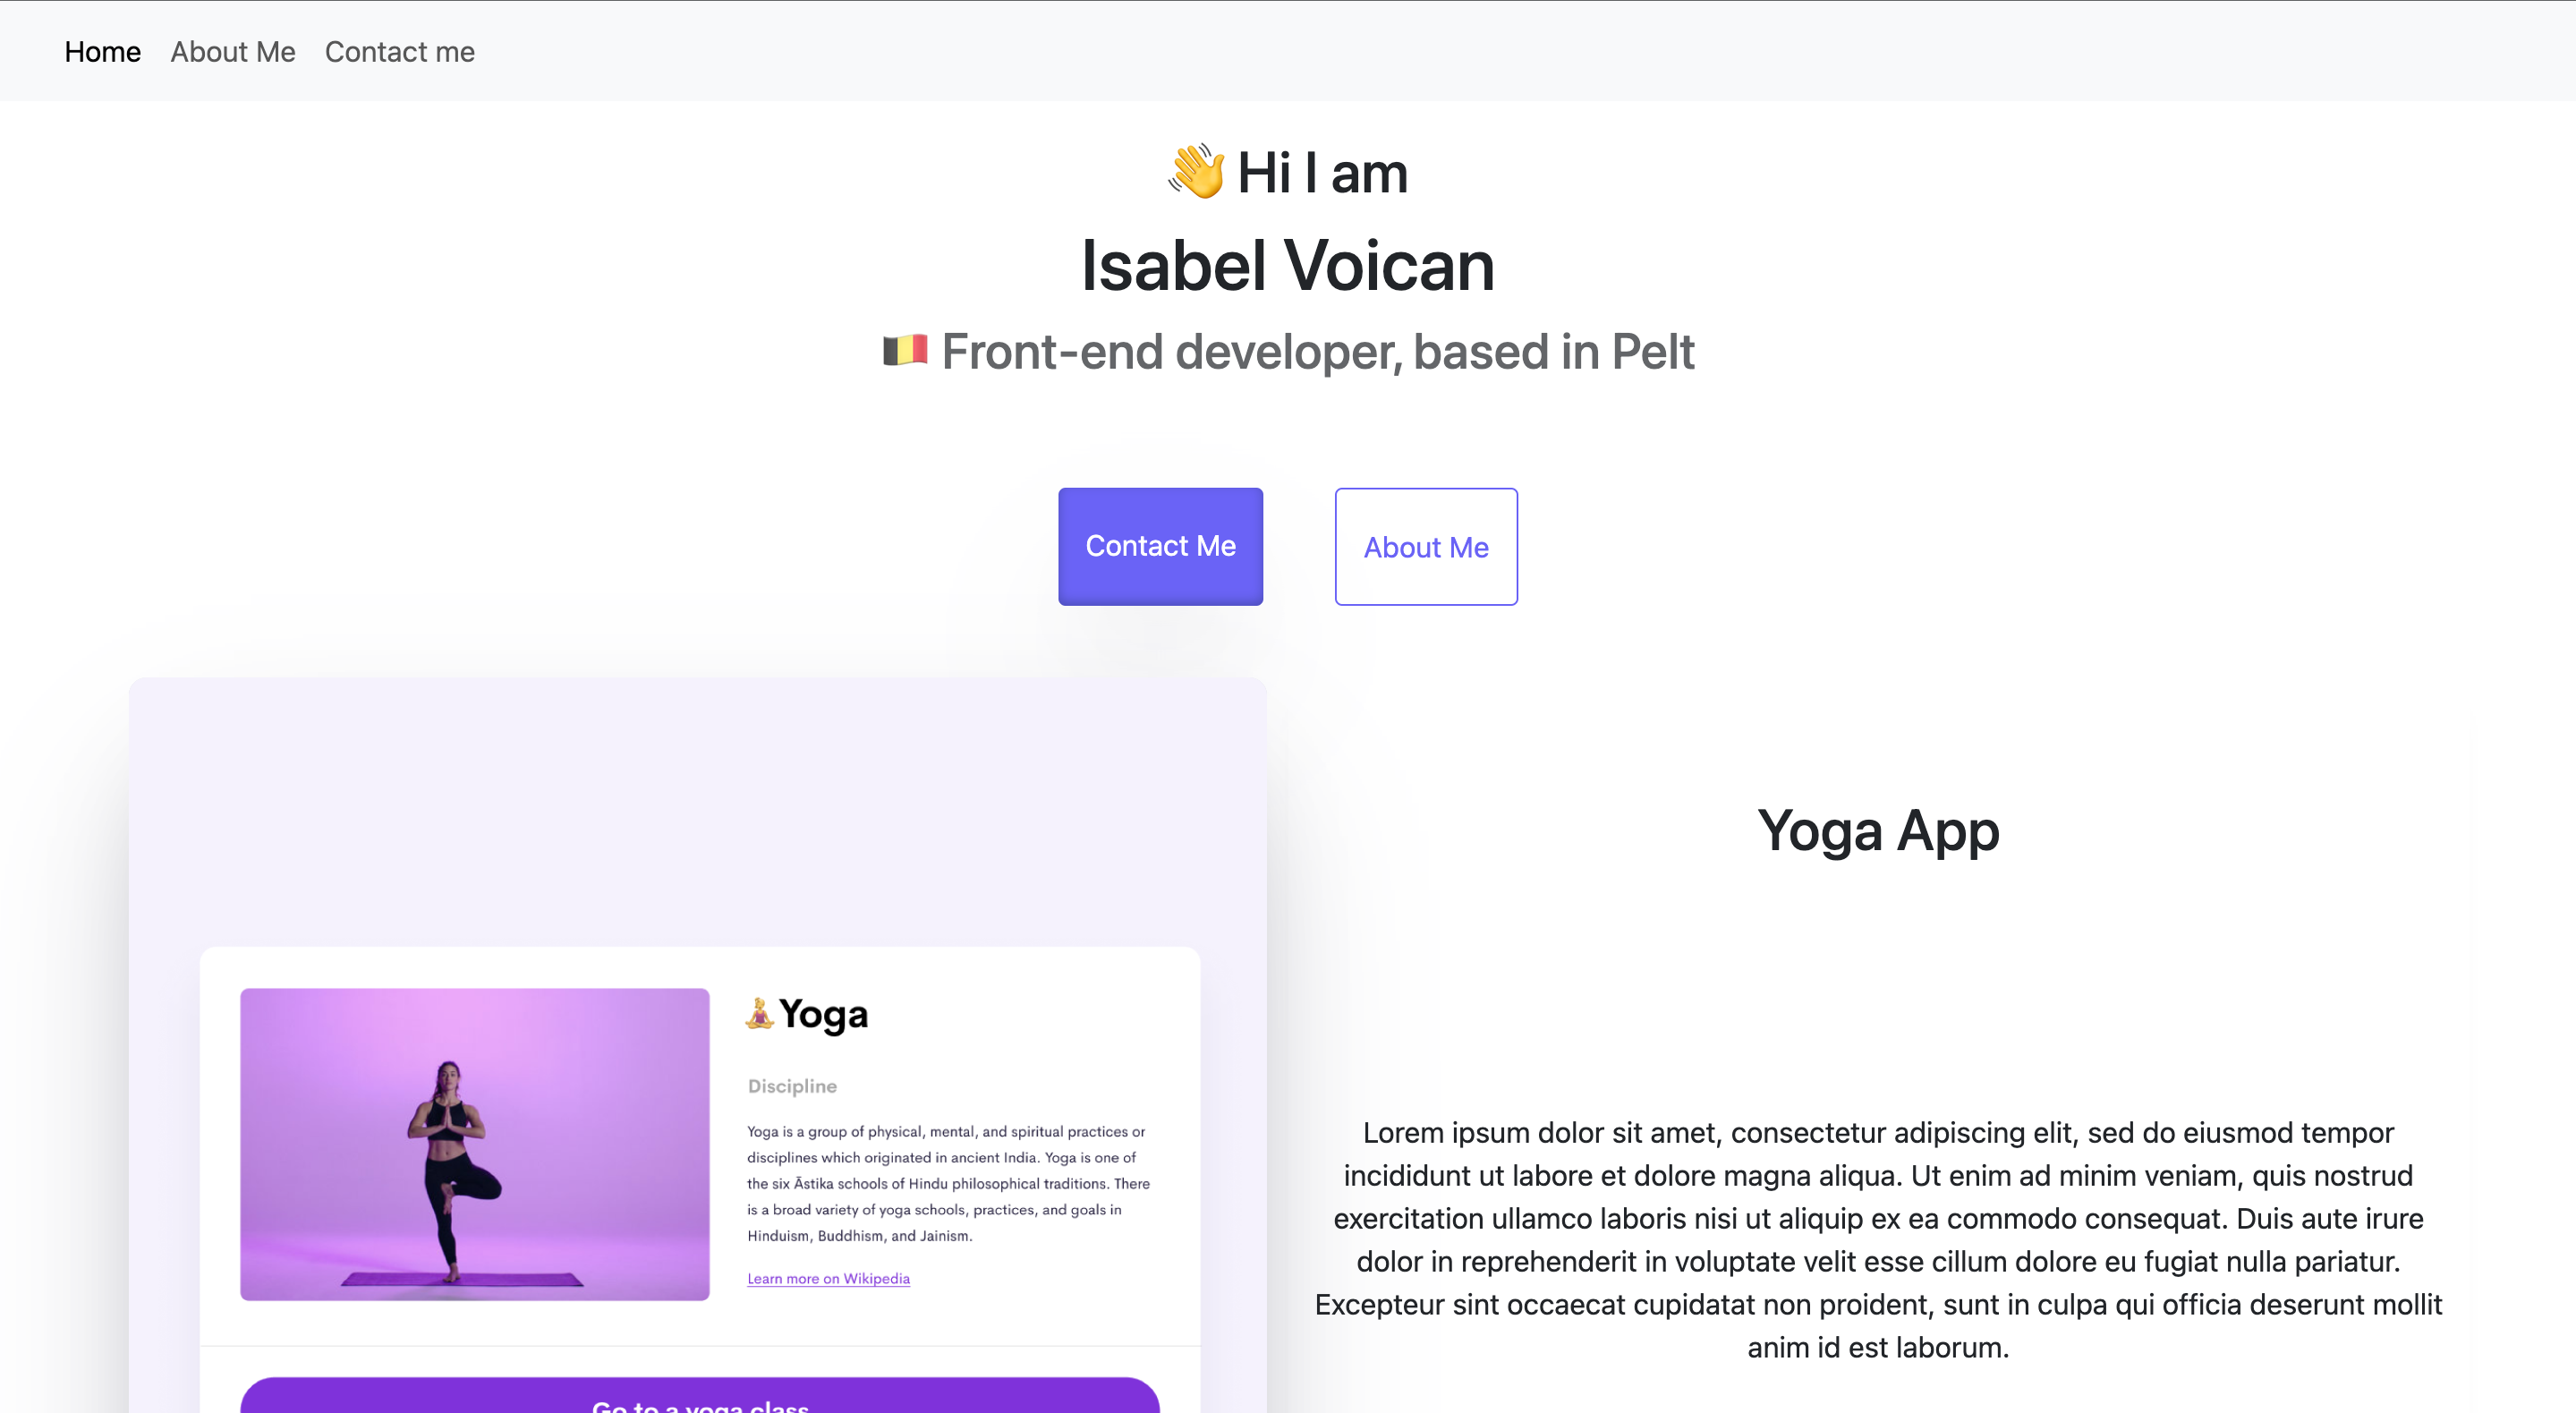 Home About Me Contact me
👋 Hi I am
Isabel Voican
🇧🇪 Front-end developer, based in Pelt
Contact Me
About Me
🧘Yoga
Discipline
Yoga is a group of physical, mental, and spiritual practices or
disciplines which originated in ancient India. Yoga is one of
the six Āstika schools of Hindu philosophical traditions. There
is a broad variety of yoga schools, practices, and goals in
Hinduism, Buddhism, and Jainism.
Learn more on Wikipedia
Go to a yoga class
Yoga App
Lorem ipsum dolor sit amet, consectetur adipiscing elit, sed do eiusmod tempor
incididunt ut labore et dolore magna aliqua. Ut enim ad minim veniam, quis nostrud
exercitation ullamco laboris nisi ut aliquip ex ea commodo consequat. Duis aute irure
dolor in reprehenderit in voluptate velit esse cillum dolore eu fugiat nulla pariatur.
Excepteur sint occaecat cupidatat non proident, sunt in culpa qui officia deserunt mollit
anim id est laborum.